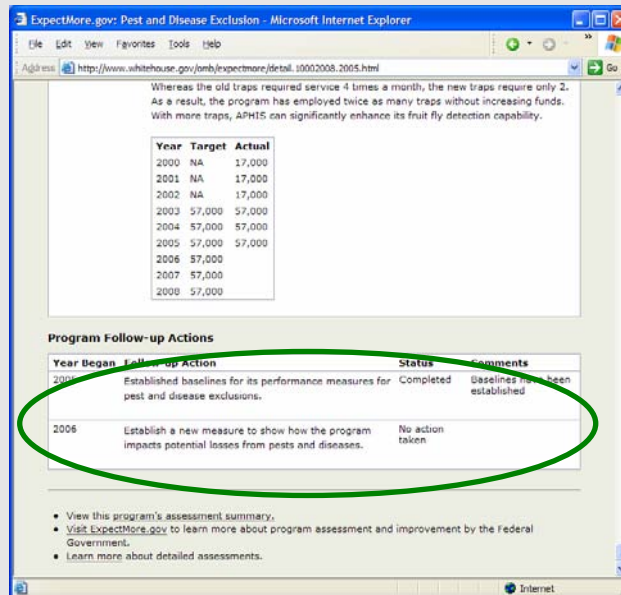 ExpectMore.gov: Pest and Disease Exclusion - Microsoft Internet Explorer
File Edit View Favorites Tools Help »
Address http://www.whitehouse.gov/omb/expectmore/detail.10002008.2005.html Go
Whereas the old traps required service 4 times a month, the new traps require only 2.
As a result, the program has employed twice as many traps without increasing funds.
With more traps, APHIS can significantly enhance its fruit fly detection capability.
Year Target Actual
2000 NA 17,000
2001 NA 17,000
2002 NA 17,000
2003 57,000 57,000
2004 57,000 57,000
2005 57,000 57,000
2006 57,000
2007 57,000
2008 57,000
Program Follow-up Actions
Year Began Follow-up Action Status Comments
Established baselines for its performance measures for Completed Baselines have been
pest and disease exclusions. established
2006 Establish a new measure to show how the program No action
impacts potential losses from pests and diseases. taken
• View this program's assessment summary.
• Visit ExpectMore.gov to learn more about program assessment and improvement by the Federal
Government.
• Learn more about detailed assessments.
Internet